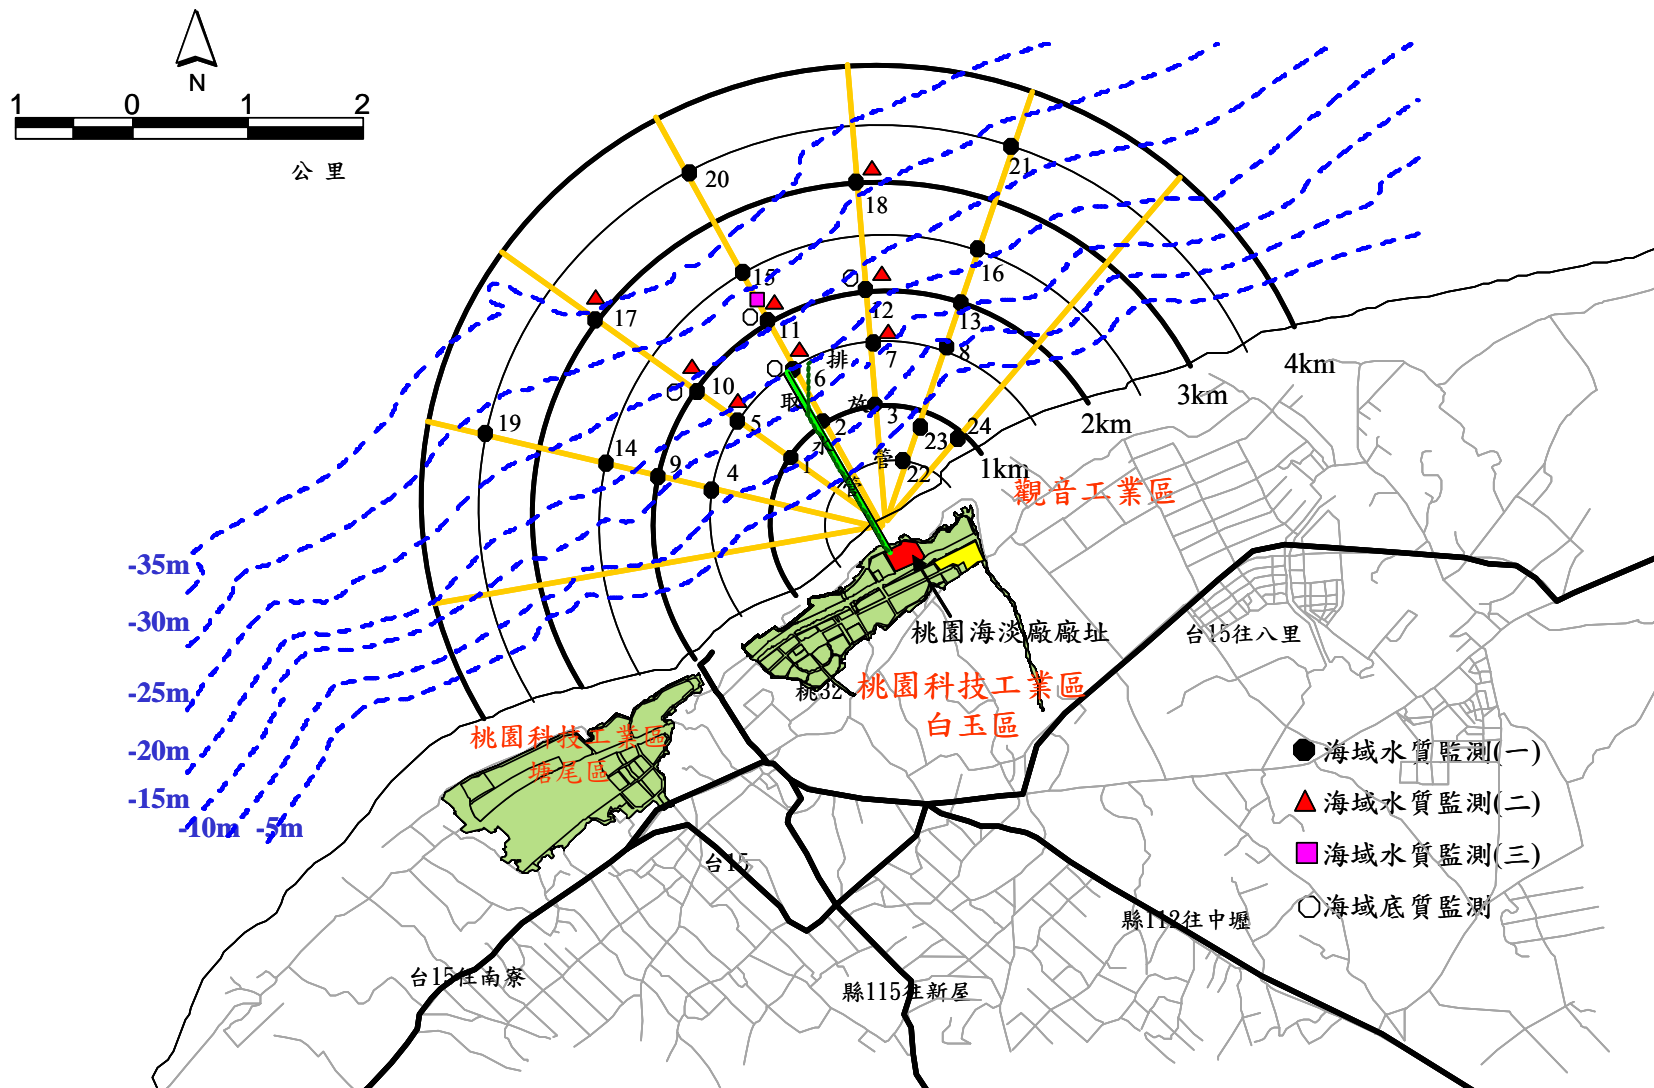 N
1 0 1 2
公里
20
21
18
15
16
17
12
13
11
7
8
排
10
6
取
放
5
2
3
24
19
水
23
14
9
1
管
22
4
管
1km
2km
3km
4km
觀音工業區
-35m
-30m
-25m
-20m
-15m
-10m
-5m
桃園海淡廠廠址
台15往八里
桃園科技工業區
白玉區
桃32
桃園科技工業區
塘尾區
海域水質監測(一)
海域水質監測(二)
海域水質監測(三)
海域底質監測
台15
縣112往中壢
台15往南寮
縣115往新屋